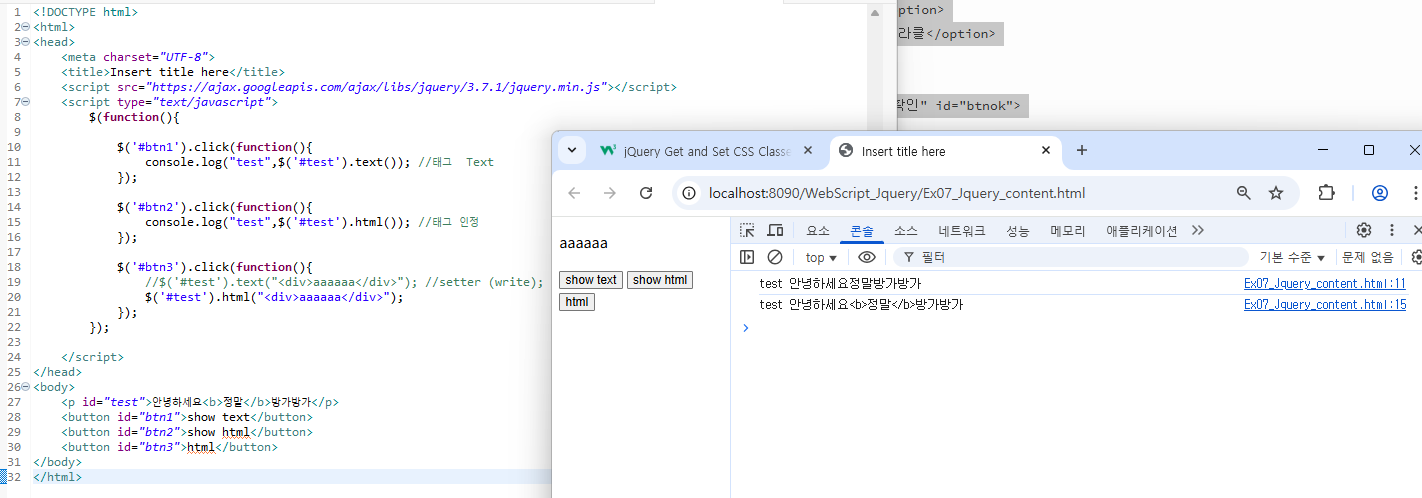 1 <!DOCTYPE html>
2 <html>
3 <head>
4 <meta charset="UTF-8">
5 <title>Insert title here</title>
6 <script src="https://ajax.googleapis.com/ajax/libs/jquery/3.7.1/jquery.min.js"></script>
7 <script type="text/javascript">
8 $(function(){
9
10 $('#btn1').click(function(){
11 console.log("test",$('#test').text()); //태그  Text
12 });
13
14 $('#btn2').click(function(){
15 console.log("test",$('#test').html()); //태그 인정
16 });
17
18 $('#btn3').click(function(){
19 //$('#test').text("<div>aaaaaa</div>"); //setter (write);
20 $('#test').html("<div>aaaaaa</div>");
21 });
22 });
23
24 </script>
25 </head>
26 <body>
27 <p id="test">안녕하세요<b>정말</b>방가방가</p>
28 <button id="btn1">show text</button>
29 <button id="btn2">show html</button>
30 <button id="btn3">html</button>
31 </body>
32 </html>
ption>
라클</option>
확인" id="btnok">
jQuery Get and Set CSS Classe
Insert title here
localhost:8090/WebScript_Jquery/Ex07_Jquery_content.html
aaaaaa
show text show html
html
요소 콘솔 소스 네트워크 성능 메모리 애플리케이션
top 필터 기본 수준 문제 없음
test 안녕하세요정말방가방가 Ex07_Jquery_content.html:11
test 안녕하세요<b>정말</b>방가방가 Ex07_Jquery_content.html:15